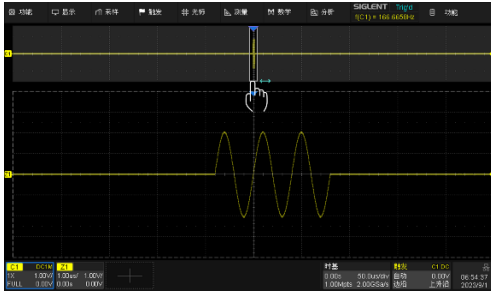 功能 显示 采样 触发 光标 测量 数学 分析 SIGLENT Trig'd 功能
f(C1) = 166.6650Hz
C1
Z1
C1 DC1M Z1 时基 触发 C1 DC
1X 1.00V/ 1.00us/ 1.00V/ 0.00s 50.0us/div 自动 0.00V 06:54:37
FULL 0.00V 0.00s 0.00V 1.00Mpts 2.00GSa/s 边沿 上升沿 2023/9/1